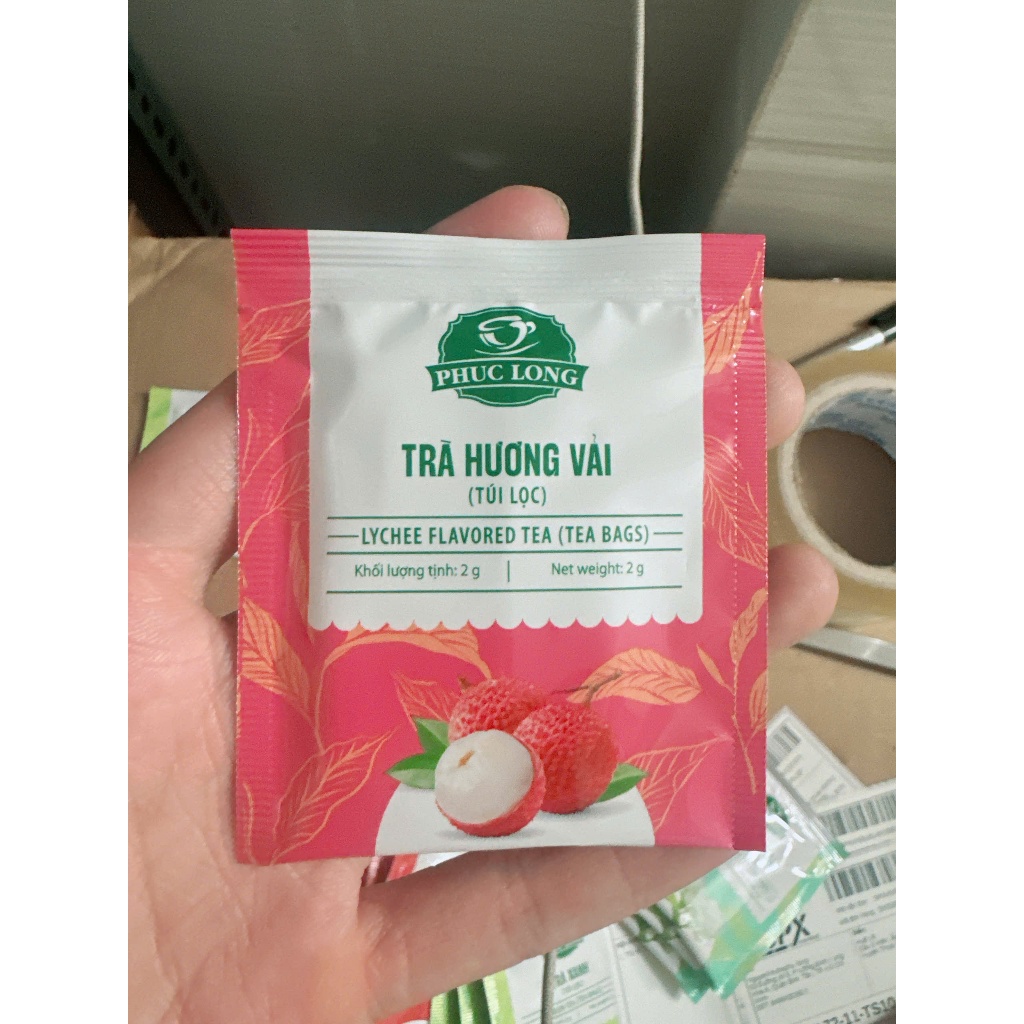 PHUC LONG
TRÀ HƯƠNG VẢI
(TÚI LỌC)
LYCHEE FLAVORED TEA (TEA BAGS)
Khối lượng tịnh: 2 g | Net weight: 2 g